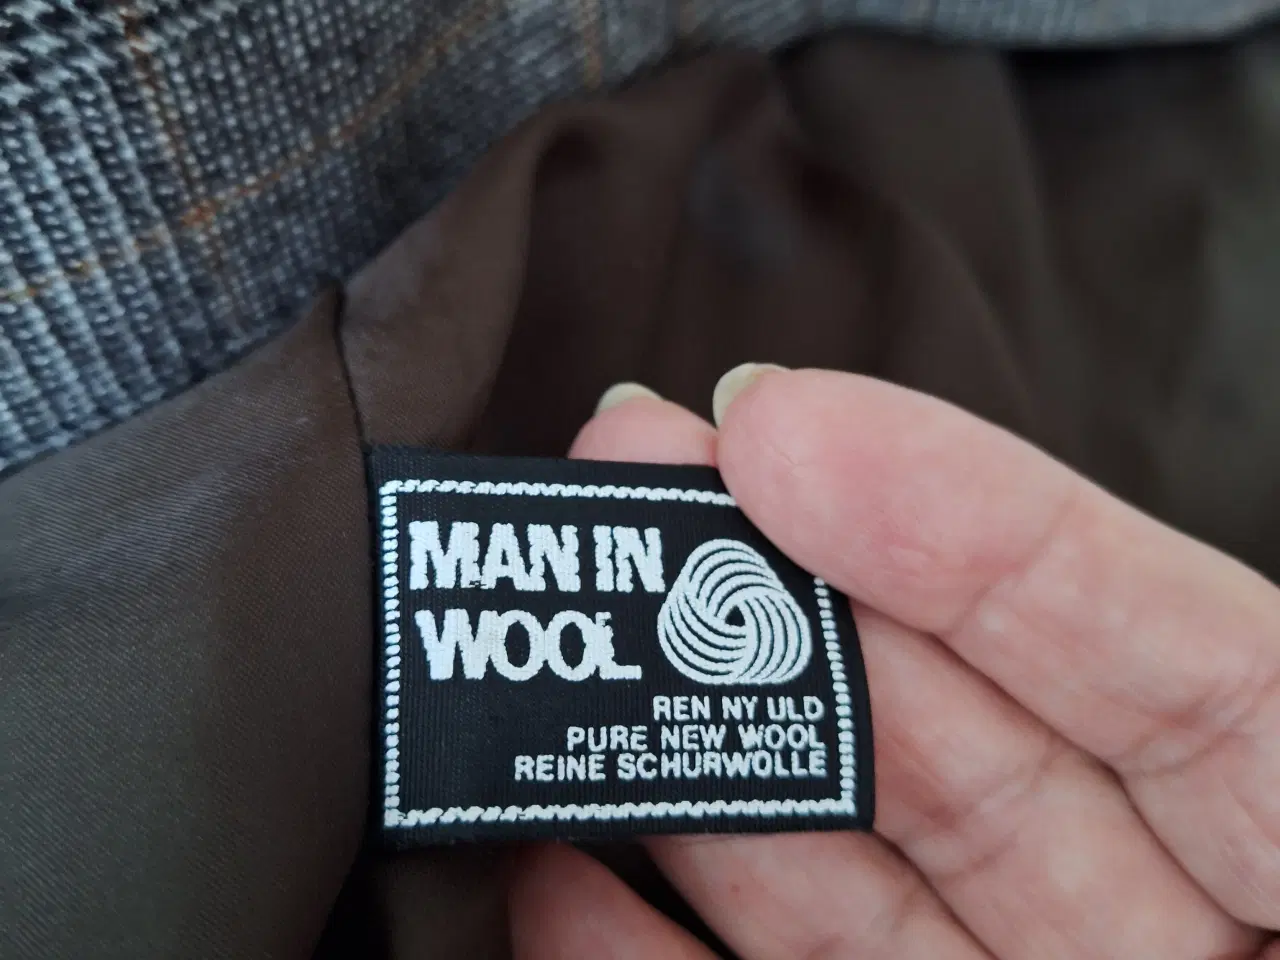 MAN IN
WOOL
REN NY ULD
PURE NEW WOOL
REINE SCHURWOLLE